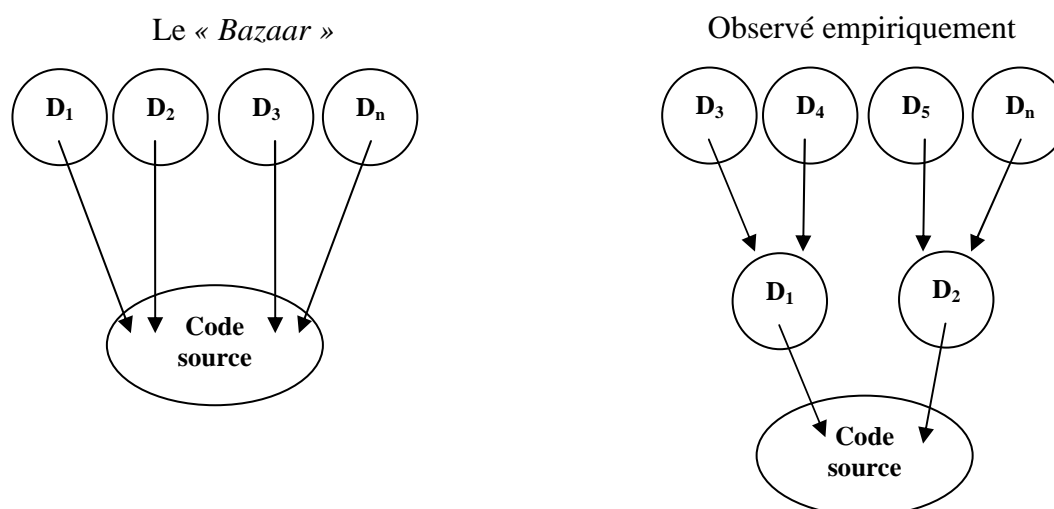 Le « Bazaar »
D₁ D₂ D₃ Dₙ
Code
source
Observé empiriquement
D₃ D₄ D₅ Dₙ
D₁ D₂
Code
source